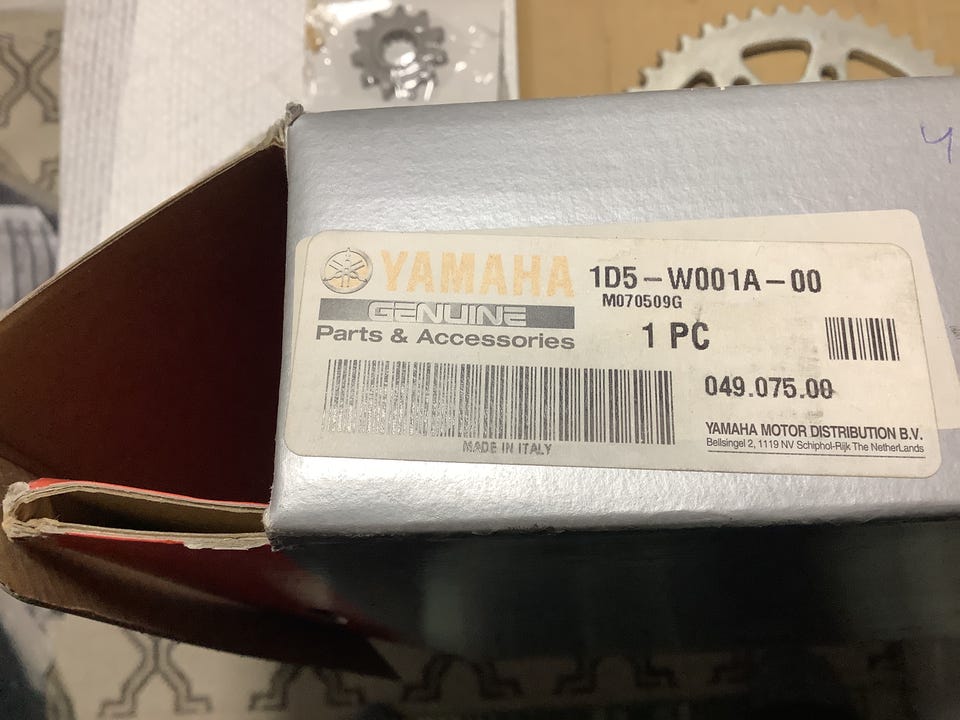 YAMAHA
GENUINE
Parts & Accessories
1D5-W001A-00
M070509G
1 PC
049.075.00
MADE IN ITALY
YAMAHA MOTOR DISTRIBUTION B.V.
Bellsingel 2, 1119 NV Schiphol-Rijk The NetherLands